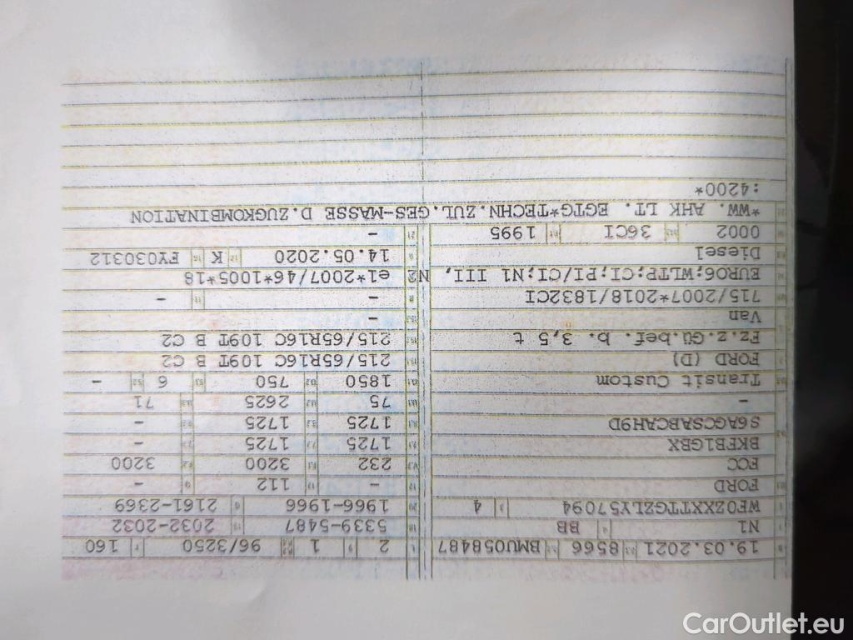 19.03.2021 8566 BMU058487 2 1 96/3250 160
N1 BB 5339-5487 2032-2032
WF0ZXXTTGZLY57094 4 1966-1966 2161-2369
FORD - 112 -
FCC 232 3200 3200
BKFB1GBX 1725 1725 -
S6AGCSABCAH9D 1725 1725 -
- 75 2625 71
Transit Custom 1850 750 6 -
FORD (D) 215/65R16C 109T B C2
Fz.z.Gü.bef. b. 3,5 t 215/65R16C 109T B C2
Van -
715/2007*2018/1832CI - -
EURO6;WLTP;CI;PI/CI;N1 III, N2 e1*2007/46*1005*18
Diesel 14.05.2020 K FY030312
0002 36CI 1995 -
*WW. AHK LT. EGTG*TECHN.ZUL.GES-MASSE D.ZUGKOMBINATION
:4200*
CarOutlet.eu